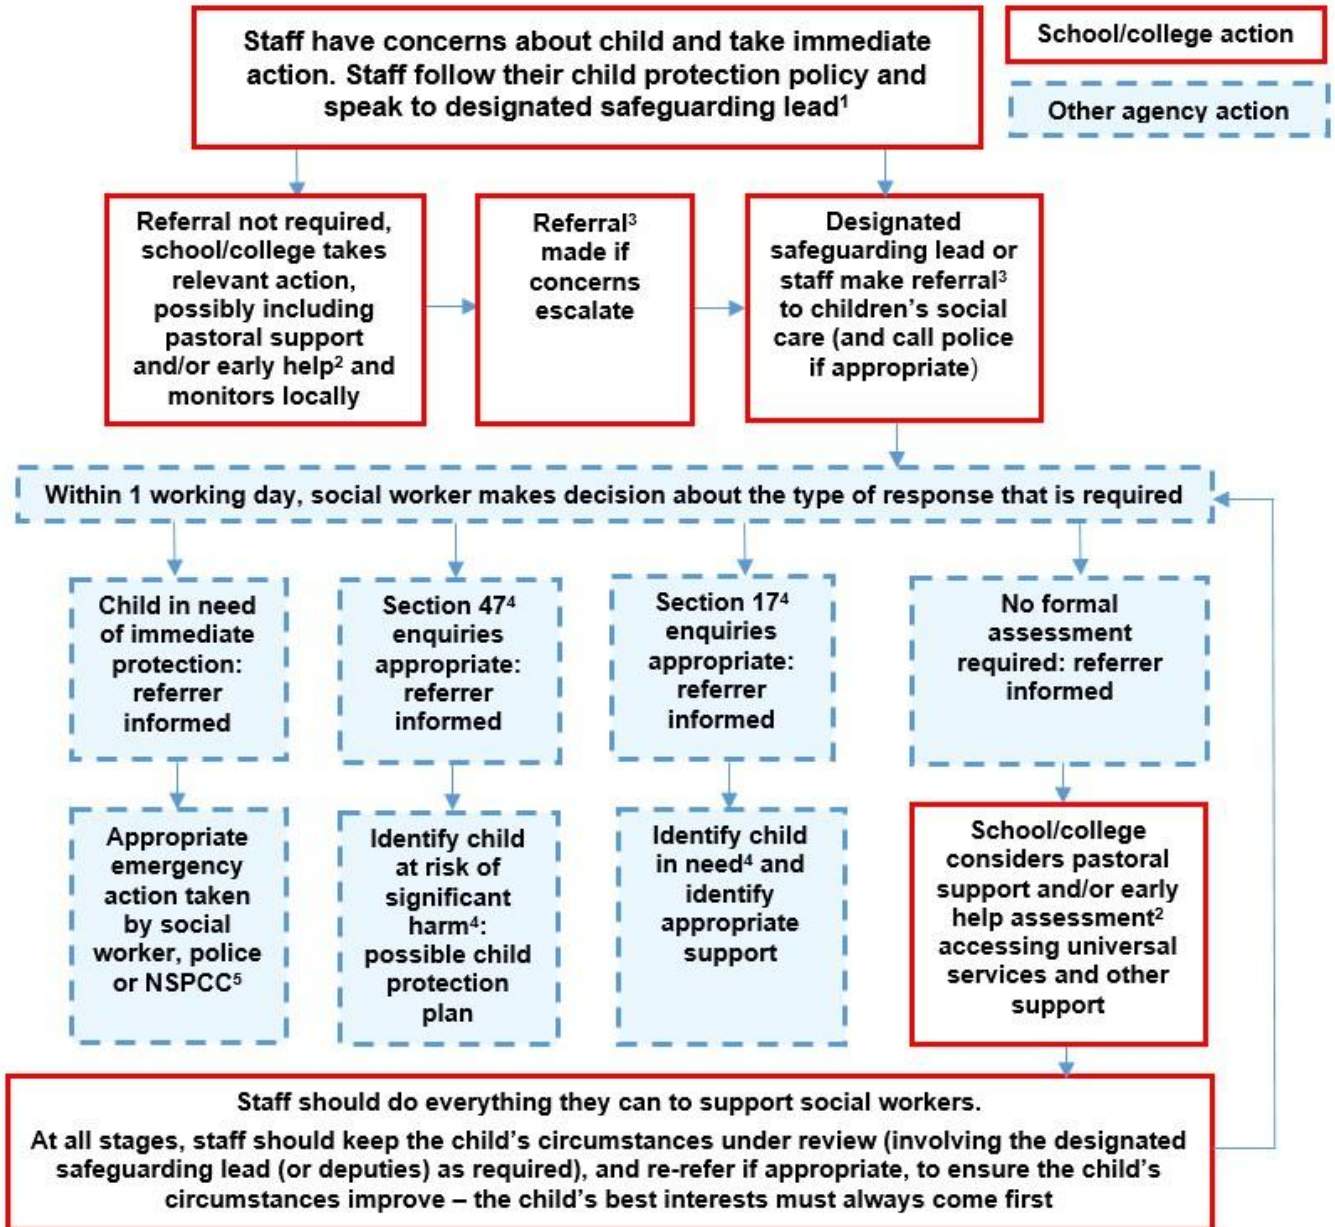 Staff have concerns about child and take immediate
action. Staff follow their child protection policy and
speak to designated safeguarding lead¹
School/college action
Other agency action
Referral not required,
school/college takes
relevant action,
possibly including
pastoral support
and/or early help² and
monitors locally
Referral³
made if
concerns
escalate
Designated
safeguarding lead or
staff make referral³
to children’s social
care (and call police
if appropriate)
Within 1 working day, social worker makes decision about the type of response that is required
Child in need
of immediate
protection:
referrer
informed
Section 47⁴
enquiries
appropriate:
referrer
informed
Section 17⁴
enquiries
appropriate:
referrer
informed
No formal
assessment
required: referrer
informed
Appropriate
emergency
action taken
by social
worker, police
or NSPCC⁵
Identify child
at risk of
significant
harm⁴:
possible child
protection
plan
Identify child
in need⁴ and
identify
appropriate
support
School/college
considers pastoral
support and/or early
help assessment²
accessing universal
services and other
support
Staff should do everything they can to support social workers.
At all stages, staff should keep the child’s circumstances under review (involving the designated
safeguarding lead (or deputies) as required), and re-refer if appropriate, to ensure the child’s
circumstances improve – the child’s best interests must always come first